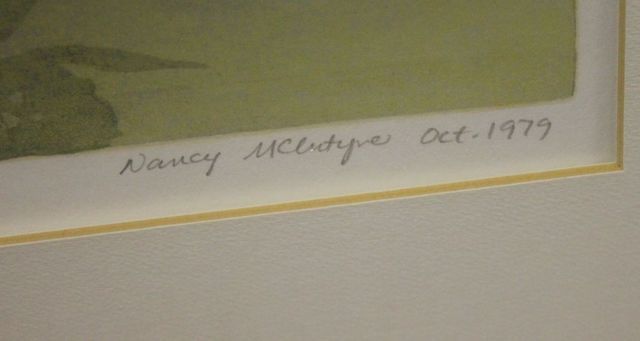 Nancy McIntyre Oct. 1979